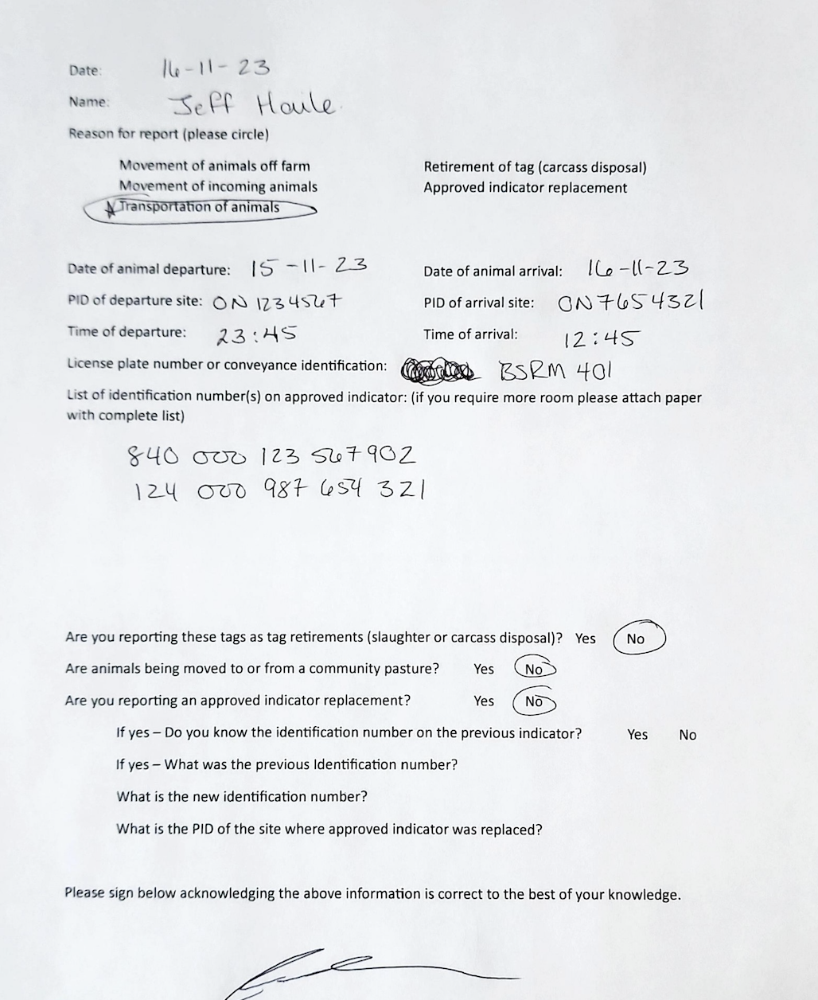 Date: 16-11-23
Name: Jeff Houle
Reason for report (please circle)
Movement of animals off farm Retirement of tag (carcass disposal)
Movement of incoming animals Approved indicator replacement
Transportation of animals
Date of animal departure: 15-11-23 Date of animal arrival: 16-11-23
PID of departure site: ON 1234567 PID of arrival site: ON7654321
Time of departure: 23:45 Time of arrival: 12:45
License plate number or conveyance identification: BSRM 401
List of identification number(s) on approved indicator: (if you require more room please attach paper
with complete list)
840 000 123 567902
124 000 987 654 321
Are you reporting these tags as tag retirements (slaughter or carcass disposal)? Yes No
Are animals being moved to or from a community pasture? Yes No
Are you reporting an approved indicator replacement? Yes No
If yes – Do you know the identification number on the previous indicator? Yes No
If yes – What was the previous Identification number?
What is the new identification number?
What is the PID of the site where approved indicator was replaced?
Please sign below acknowledging the above information is correct to the best of your knowledge.